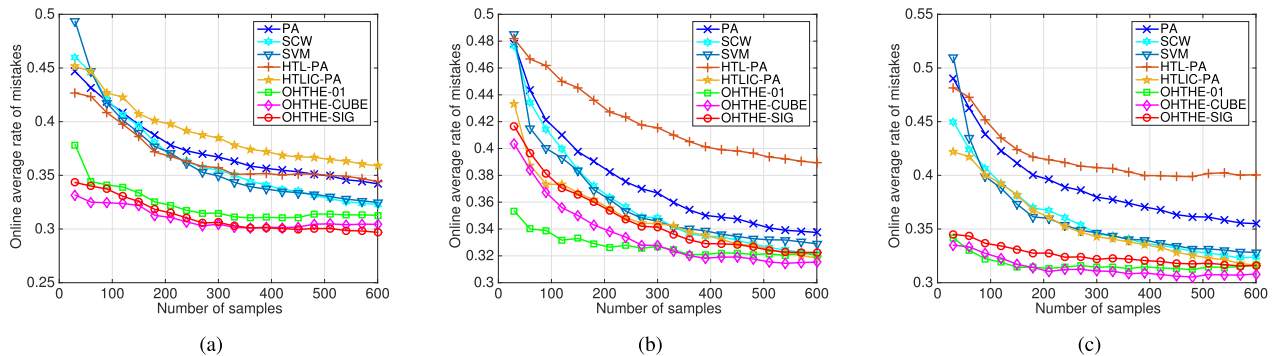 0.5
0.45
0.4
0.35
0.3
0.25
Online average rate of mistakes
0 100 200 300 400 500 600
Number of samples
PA
SCW
SVM
HTL-PA
HTLIC-PA
OHTHE-01
OHTHE-CUBE
OHTHE-SIG
(a)
0.5
0.48
0.46
0.44
0.42
0.4
0.38
0.36
0.34
0.32
0.3
Online average rate of mistakes
0 100 200 300 400 500 600
Number of samples
PA
SCW
SVM
HTL-PA
HTLIC-PA
OHTHE-01
OHTHE-CUBE
OHTHE-SIG
(b)
0.55
0.5
0.45
0.4
0.35
0.3
Online average rate of mistakes
0 100 200 300 400 500 600
Number of samples
PA
SCW
SVM
HTL-PA
HTLIC-PA
OHTHE-01
OHTHE-CUBE
OHTHE-SIG
(c)